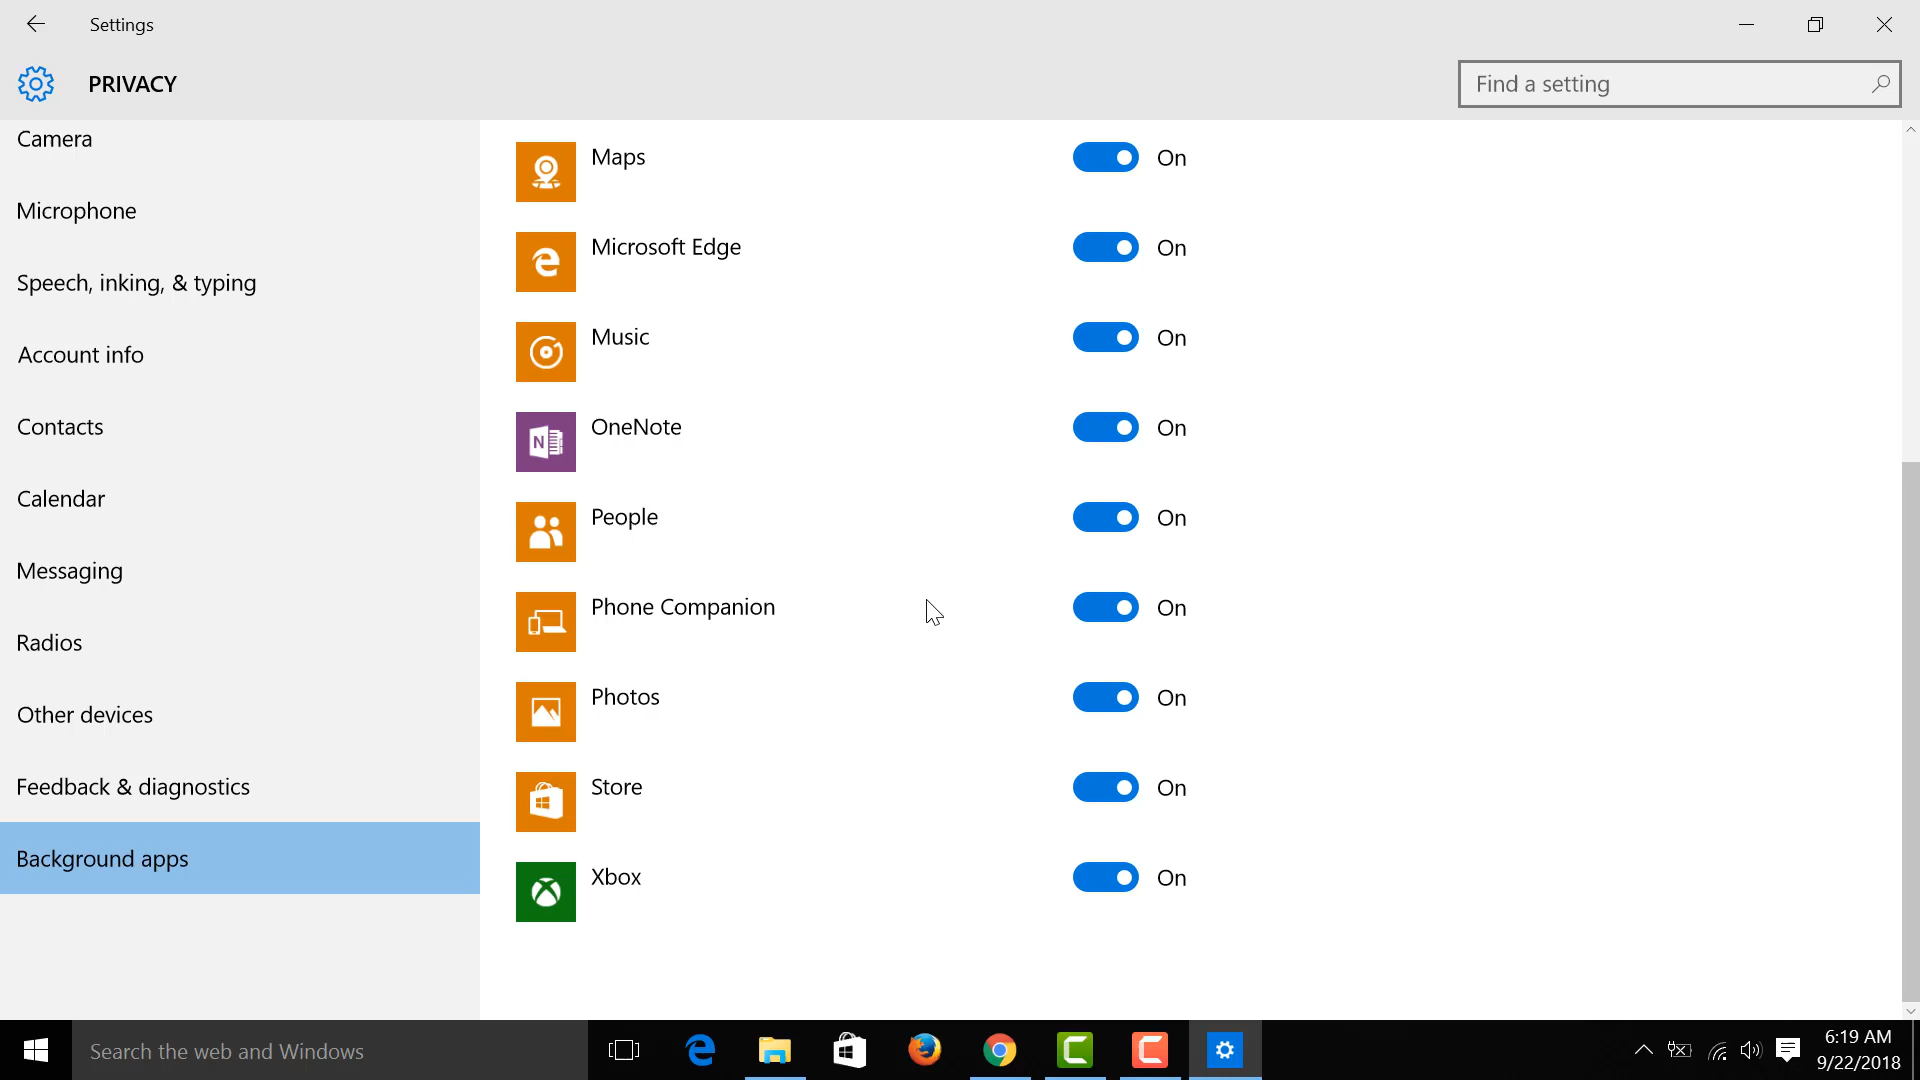 Settings
PRIVACY
Find a setting
Camera
Microphone
Speech, inking, & typing
Account info
Contacts
Calendar
Messaging
Radios
Other devices
Feedback & diagnostics
Background apps
Maps On
Microsoft Edge On
Music On
OneNote On
People On
Phone Companion On
Photos On
Store On
Xbox On
Search the web and Windows
6:19 AM
9/22/2018